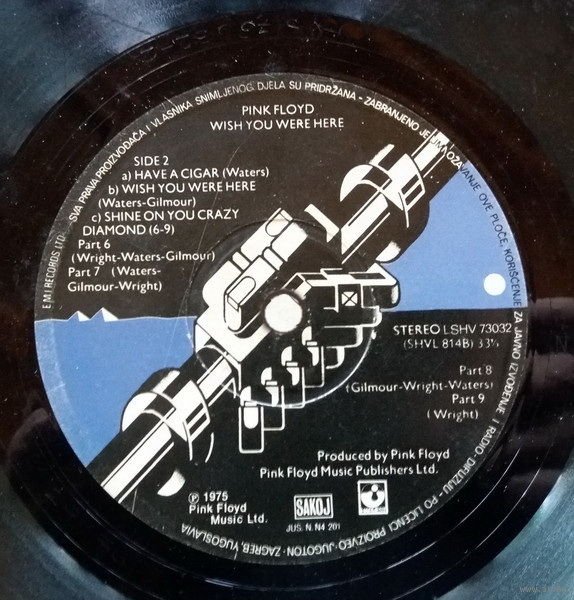 PINK FLOYD
WISH YOU WERE HERE
SIDE 2
a) HAVE A CIGAR (Waters)
b) WISH YOU WERE HERE
(Waters-Gilmour)
c) SHINE ON YOU CRAZY
DIAMOND (6-9)
Part 6
(Wright-Waters-Gilmour)
Part 7 (Waters-
Gilmour-Wright)
STEREO LSHV 73032
(SHVL 814B) 33⅓
Part 8
(Gilmour-Wright-Waters)
Part 9
(Wright)
Produced by Pink Floyd
Pink Floyd Music Publishers Ltd.
℗ 1975
Pink Floyd
Music Ltd.
SAKOJ
JUS. N. N4 201
E.M.I. RECORDS LTD. SVA PRAVA PROIZVOĐAČA I VLASNIKA SNIMLJENOG DJELA SU PRIDRŽANA - ZABRANJENO JE UMNOŽAVANJE OVE PLOČE, KORIŠĆENJE ZA JAVNO IZVOĐENJE I RADIO-DIFUZIJU - PO LICENCI PROIZVEO: JUGOTON - ZAGREB, YUGOSLAVIA